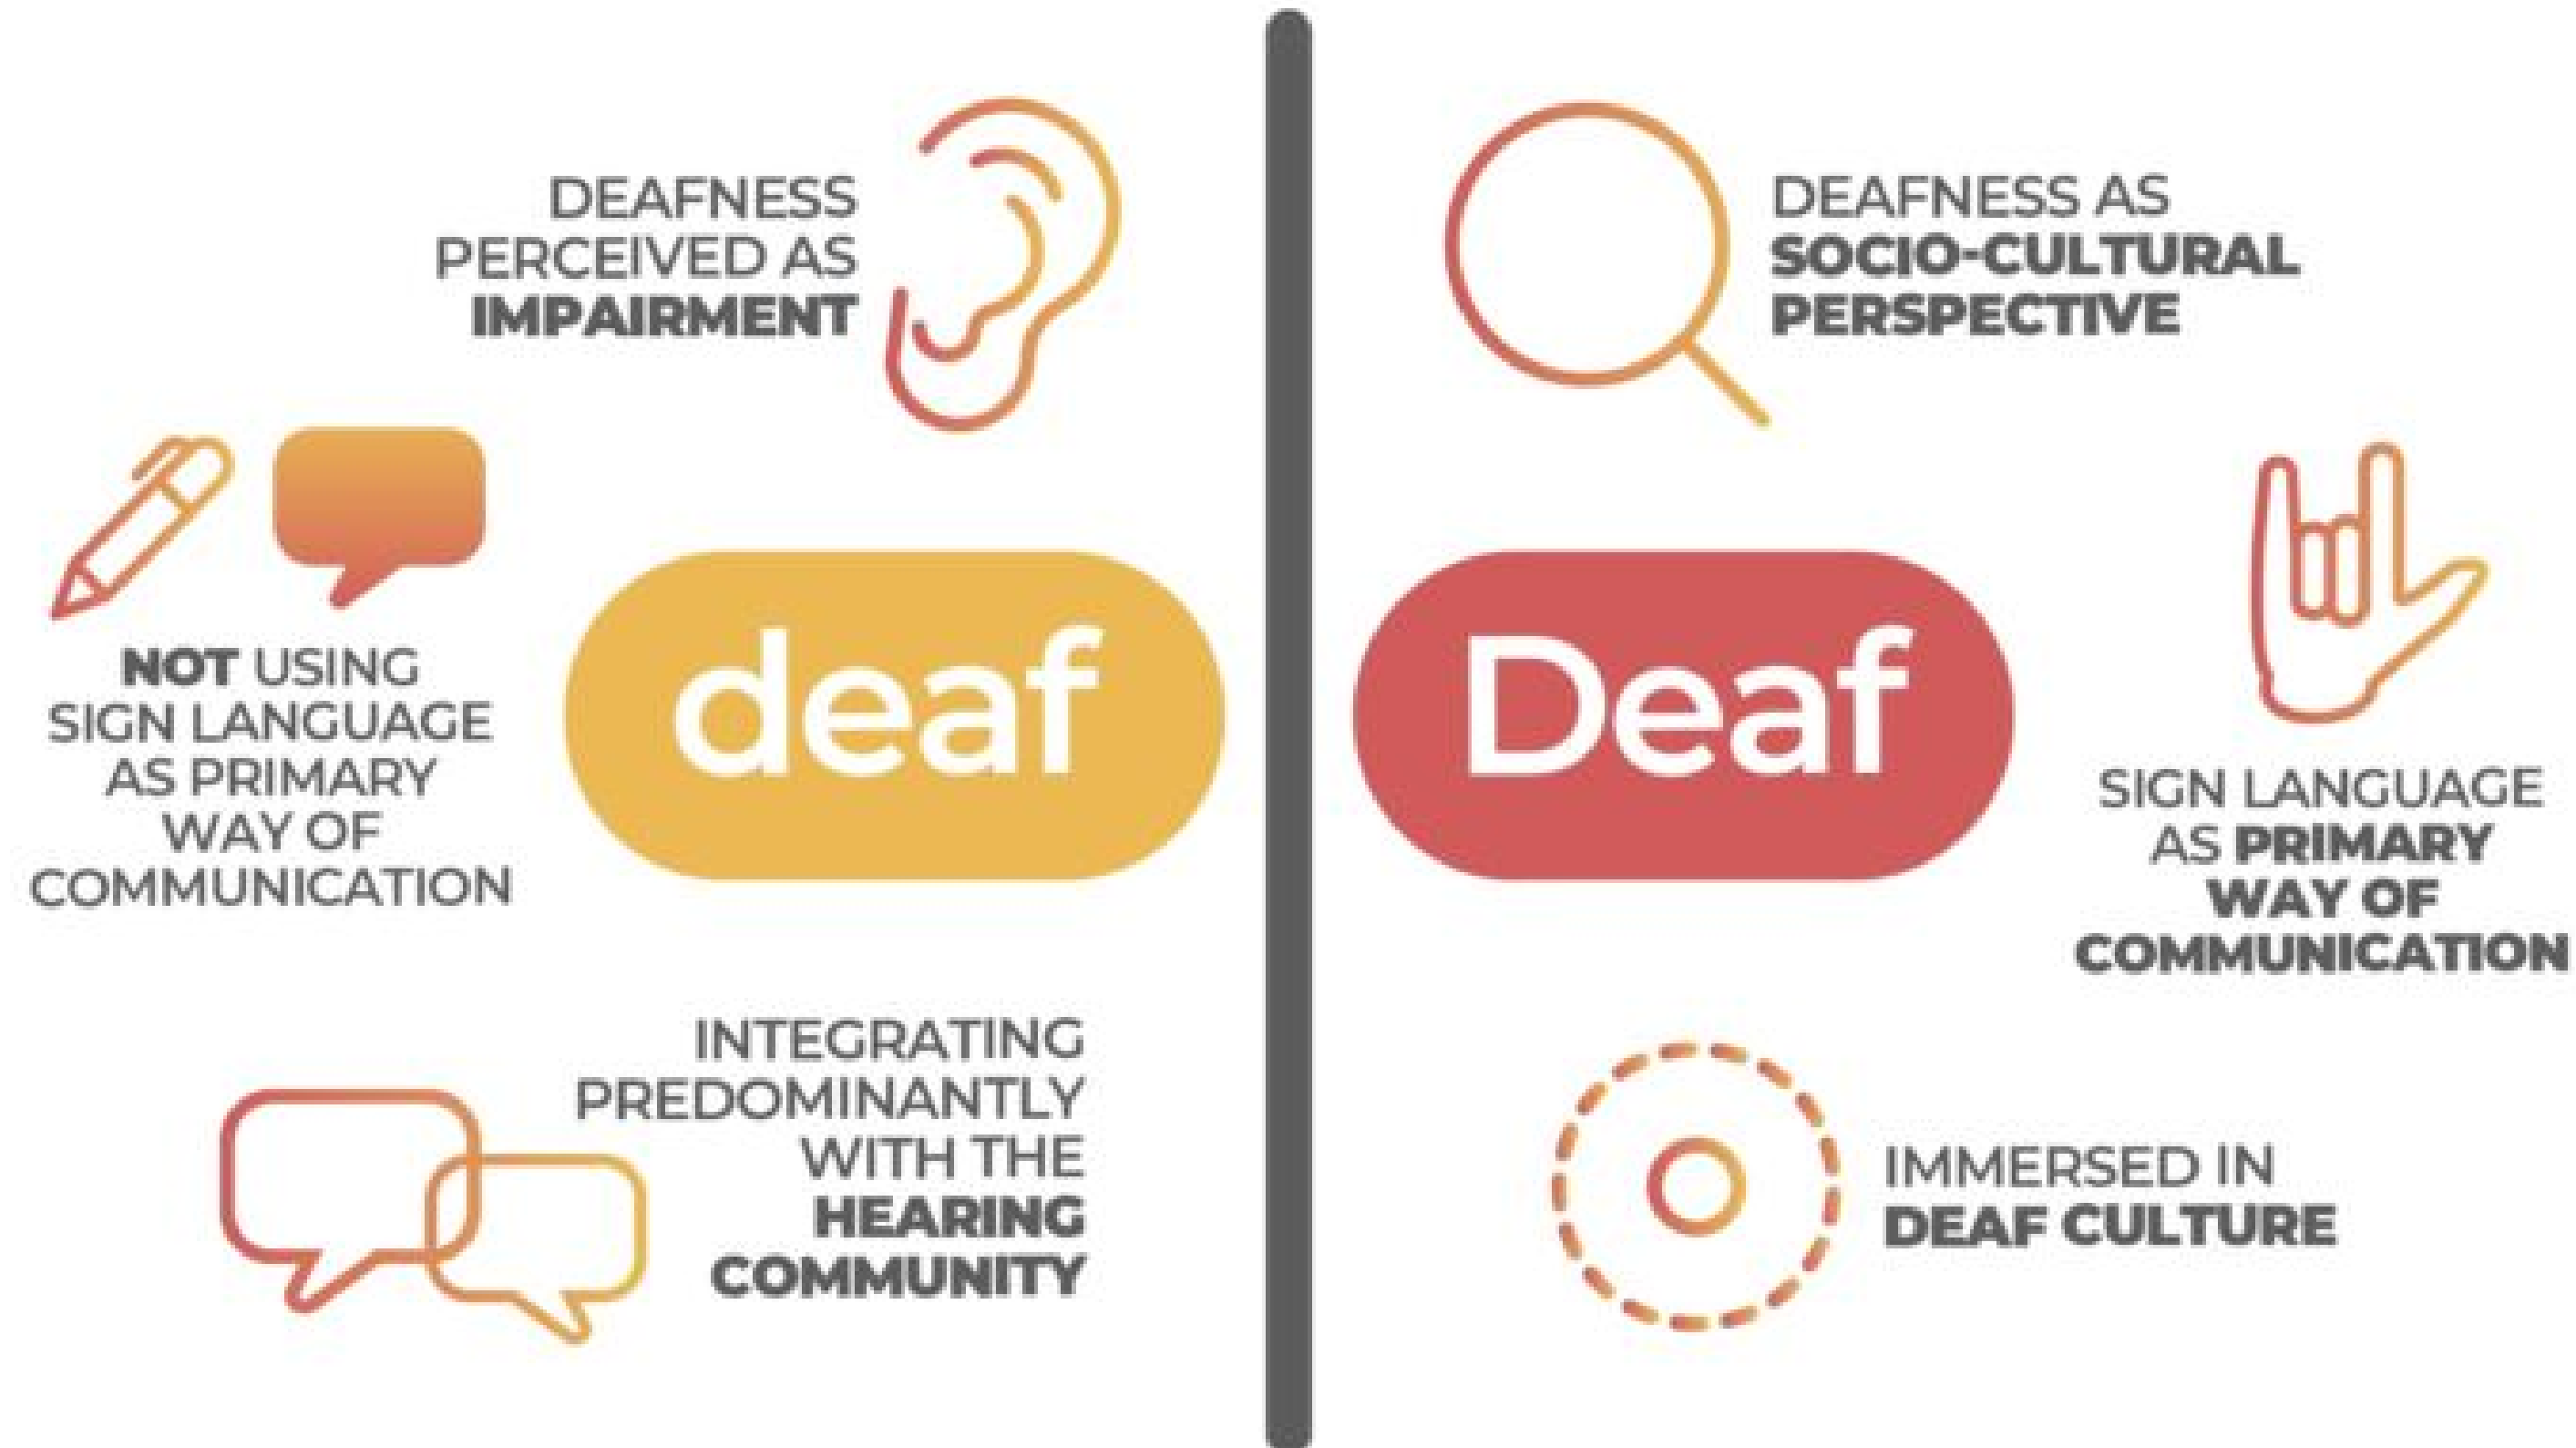 DEAFNESS
PERCEIVED AS
IMPAIRMENT
NOT USING
SIGN LANGUAGE
AS PRIMARY
WAY OF
COMMUNICATION
deaf
INTEGRATING
PREDOMINANTLY
WITH THE
HEARING
COMMUNITY
DEAFNESS AS
SOCIO-CULTURAL
PERSPECTIVE
Deaf
SIGN LANGUAGE
AS PRIMARY
WAY OF
COMMUNICATION
IMMERSED IN
DEAF CULTURE